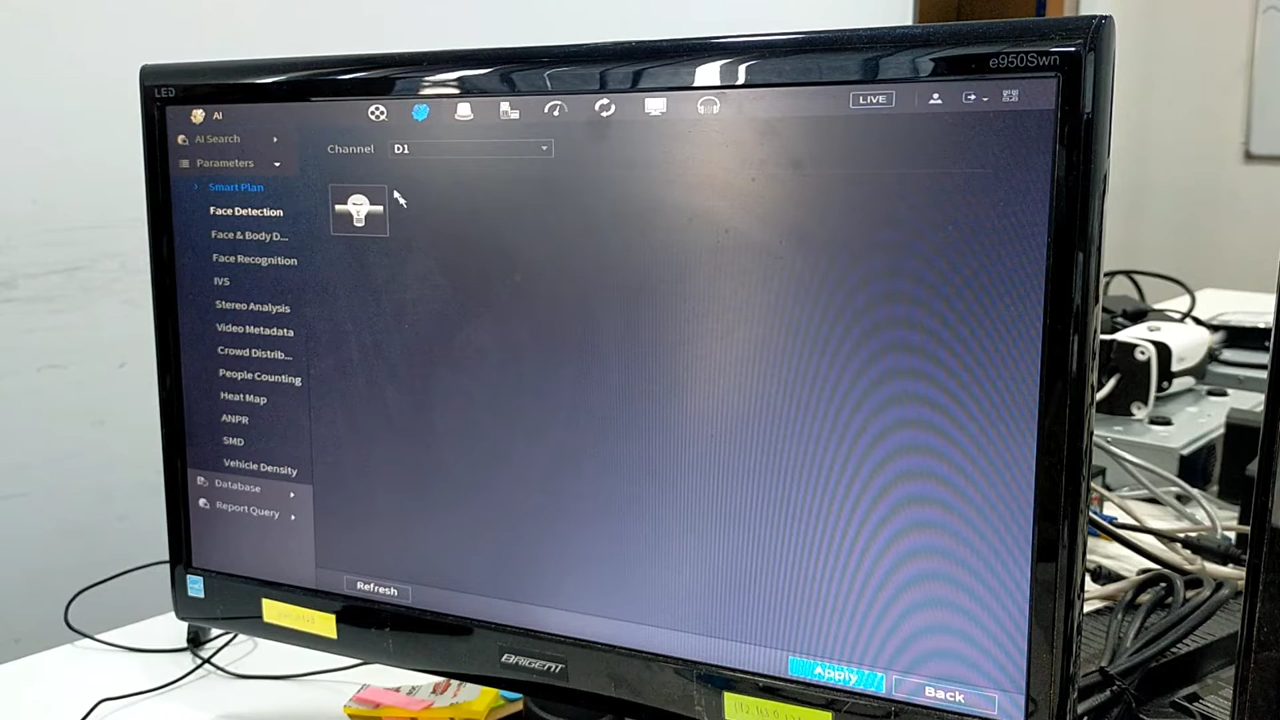 LED
e950Swn
AI
LIVE
AI Search
Channel D1
Parameters
Smart Plan
Face Detection
Face & Body D...
Face Recognition
IVS
Stereo Analysis
Video Metadata
Crowd Distrib...
People Counting
Heat Map
ANPR
SMD
Vehicle Density
Database
Report Query
Refresh
Apply
Back
BRIGENT